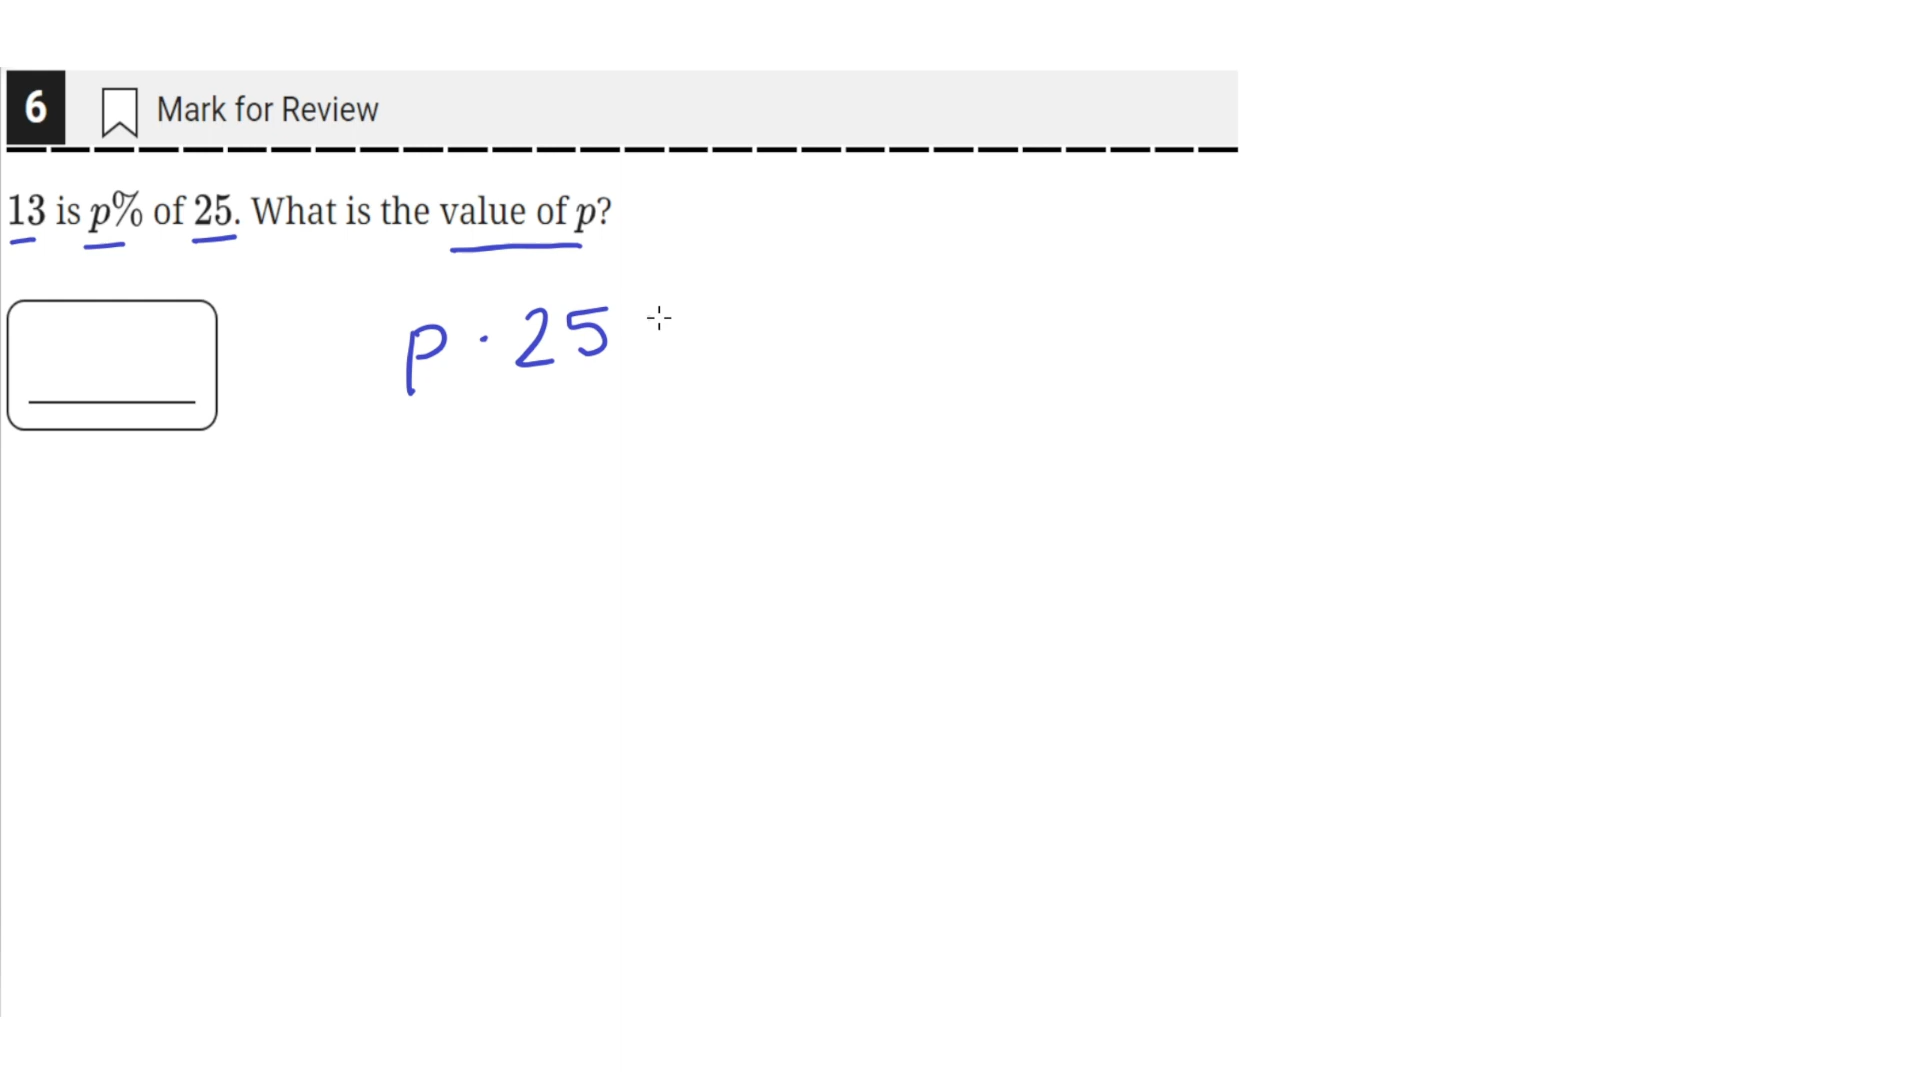 6 Mark for Review
13 is p% of 25. What is the value of p?
p · 25